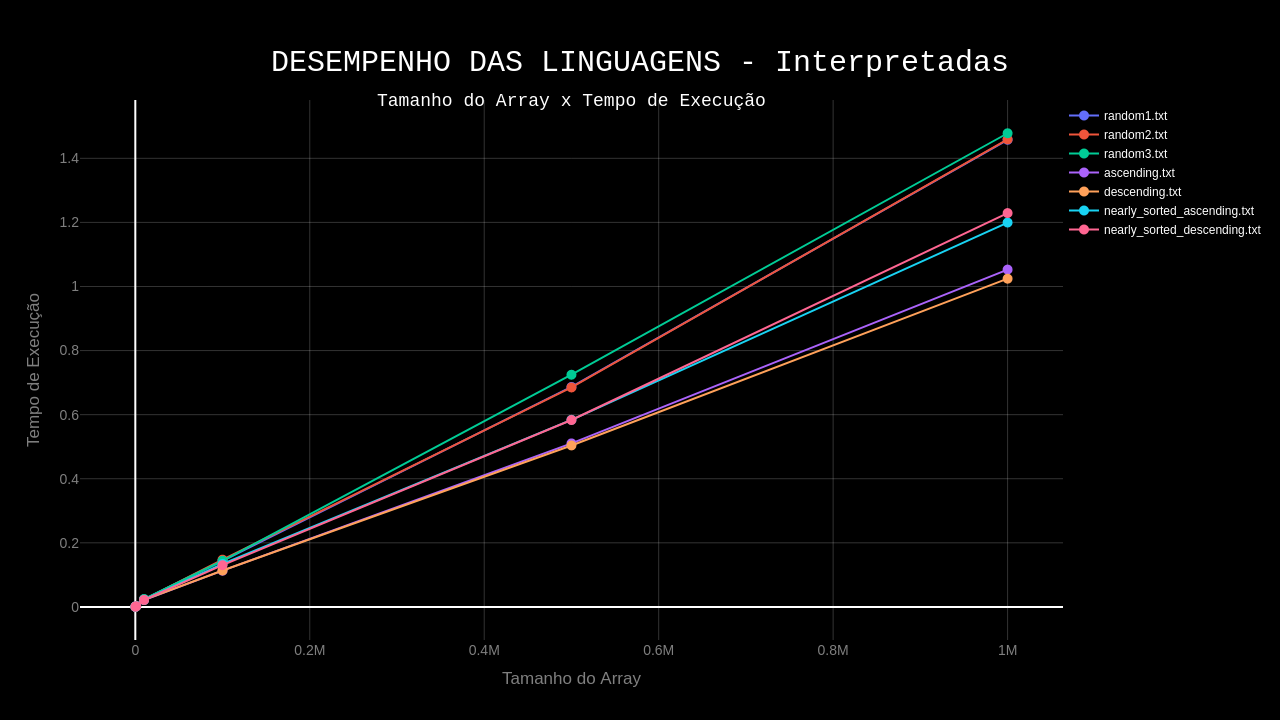 DESEMPENHO DAS LINGUAGENS - Interpretadas
Tamanho do Array x Tempo de Execução
random1.txt
random2.txt
random3.txt
ascending.txt
descending.txt
nearly_sorted_ascending.txt
nearly_sorted_descending.txt
Tempo de Execução
1.4
1.2
1
0.8
0.6
0.4
0.2
0
0 0.2M 0.4M 0.6M 0.8M 1M
Tamanho do Array